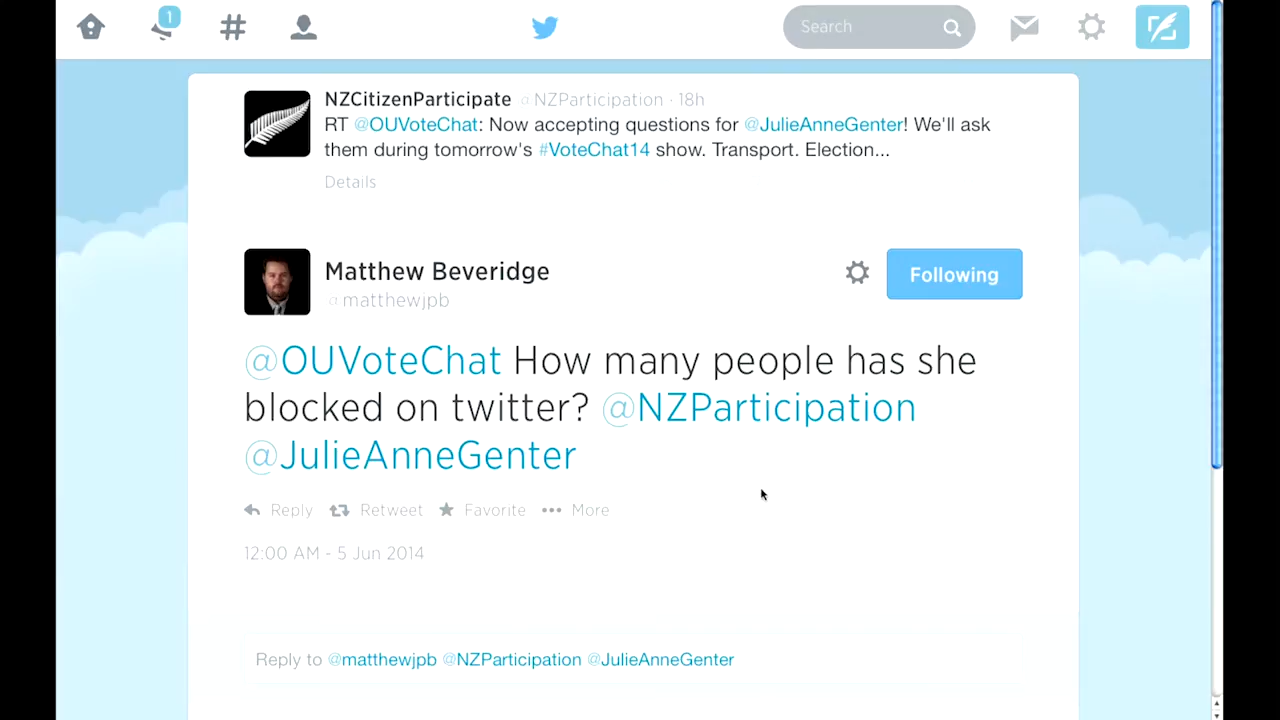 1
Search
NZCitizenParticipate @NZParticipation · 18h
RT @OUVoteChat: Now accepting questions for @JulieAnneGenter! We'll ask
them during tomorrow's #VoteChat14 show. Transport. Election...
Details
Matthew Beveridge
@matthewjpb
Following
@OUVoteChat How many people has she
blocked on twitter? @NZParticipation
@JulieAnneGenter
Reply Retweet Favorite More
12:00 AM - 5 Jun 2014
Reply to @matthewjpb @NZParticipation @JulieAnneGenter